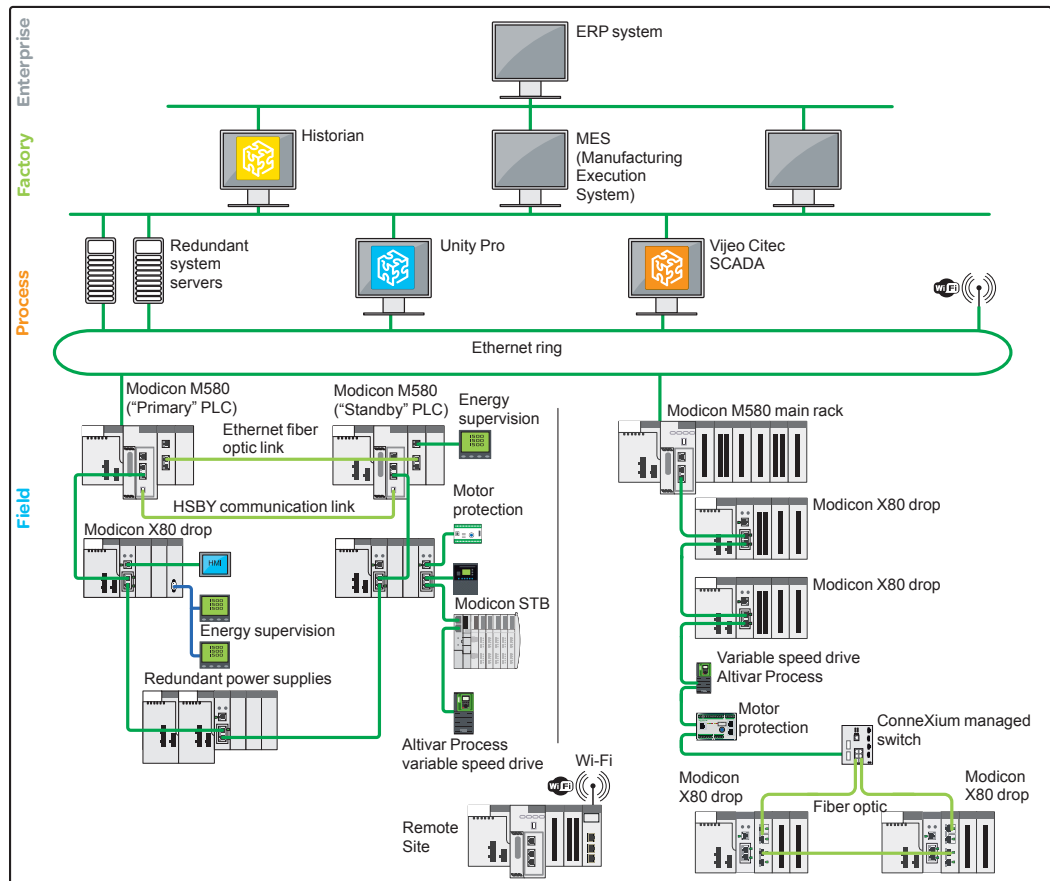 Enterprise
ERP system
Factory
Historian
MES
(Manufacturing
Execution
System)
Process
Redundant
system
servers
Unity Pro
Vijeo Citec
SCADA
Wi Fi
Ethernet ring
Field
Modicon M580
(“Primary” PLC)
Modicon M580
(“Standby” PLC)
Energy
supervision
Modicon M580 main rack
Ethernet fiber
optic link
HSBY communication link
Motor
protection
Modicon X80 drop
HMI
Modicon X80 drop
Modicon X80 drop
Modicon STB
Energy supervision
Redundant power supplies
Variable speed drive
Altivar Process
Motor
protection
ConneXium managed
switch
Altivar Process
variable speed drive
Wi-Fi
Wi Fi
Modicon
X80 drop
Modicon
X80 drop
Fiber optic
Remote
Site